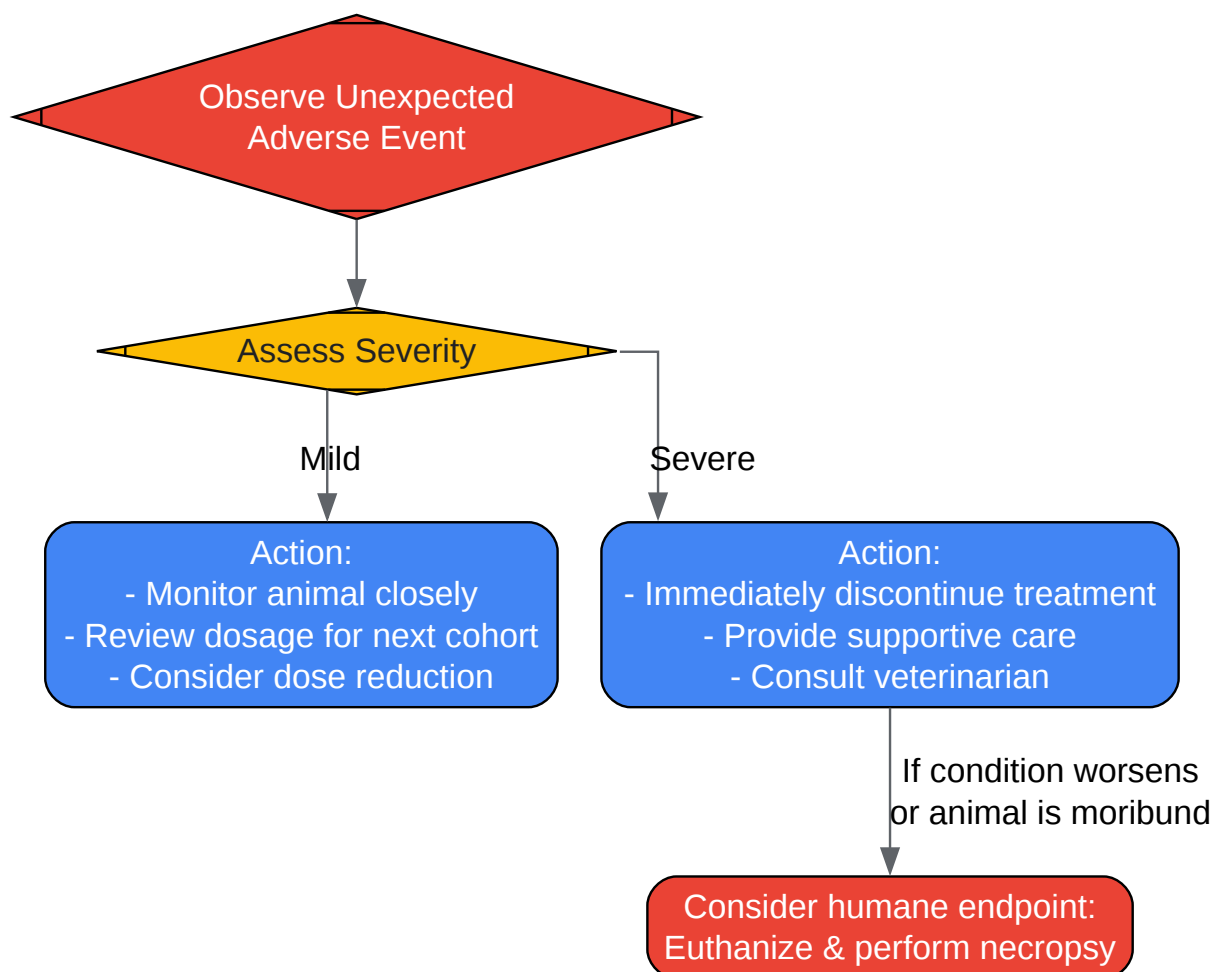 Observe Unexpected
Adverse Event
Assess Severity
Mild
Severe
Action:
- Monitor animal closely
- Review dosage for next cohort
- Consider dose reduction
Action:
- Immediately discontinue treatment
- Provide supportive care
- Consult veterinarian
If condition worsens
or animal is moribund
Consider humane endpoint:
Euthanize & perform necropsy